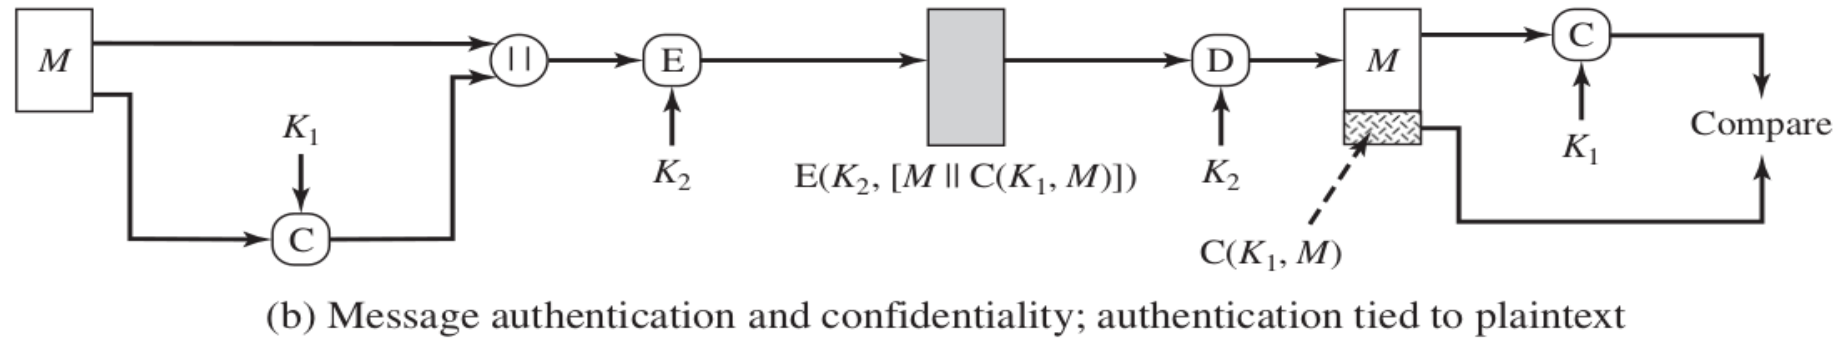 M
||
E
D
M
C
K₁
K₂
K₂
K₁
Compare
E(K₂, [M || C(K₁, M)])
C
C(K₁, M)
(b) Message authentication and confidentiality; authentication tied to plaintext